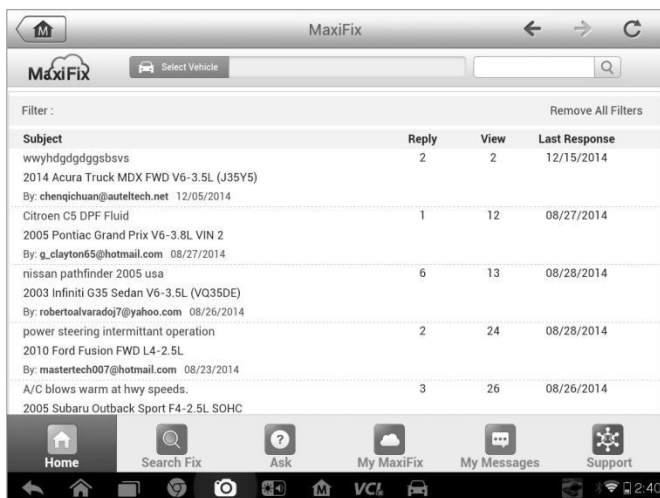 MaxiFix
MaxiFix
Select Vehicle
Filter :
Remove All Filters
Subject Reply View Last Response
wwyhdgdgdggsbsvs 2 2 12/15/2014
2014 Acura Truck MDX FWD V6-3.5L (J35Y5)
By: chenqichuan@auteltech.net 12/05/2014
Citroen C5 DPF Fluid 1 12 08/27/2014
2005 Pontiac Grand Prix V6-3.8L VIN 2
By: g_clayton65@hotmail.com 08/27/2014
nissan pathfinder 2005 usa 6 13 08/28/2014
2003 Infiniti G35 Sedan V6-3.5L (VQ35DE)
By: robertoalvaradoj7@yahoo.com 08/26/2014
power steering intermittant operation 2 24 08/28/2014
2010 Ford Fusion FWD L4-2.5L
By: mastertech007@hotmail.com 08/23/2014
A/C blows warm at hwy speeds. 3 26 08/26/2014
2005 Subaru Outback Sport F4-2.5L SOHC
Home Search Fix Ask My MaxiFix My Messages Support
M VCI 2:40